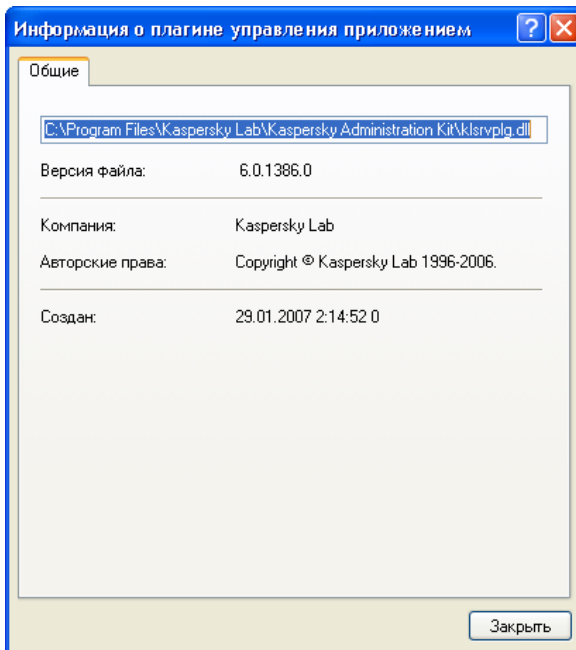 Информация о плагине управления приложением
Общие
C:\Program Files\Kaspersky Lab\Kaspersky Administration Kit\klsrvplg.dll
Версия файла: 6.0.1386.0
Компания: Kaspersky Lab
Авторские права: Copyright © Kaspersky Lab 1996-2006.
Создан: 29.01.2007 2:14:52 0
Закрыть